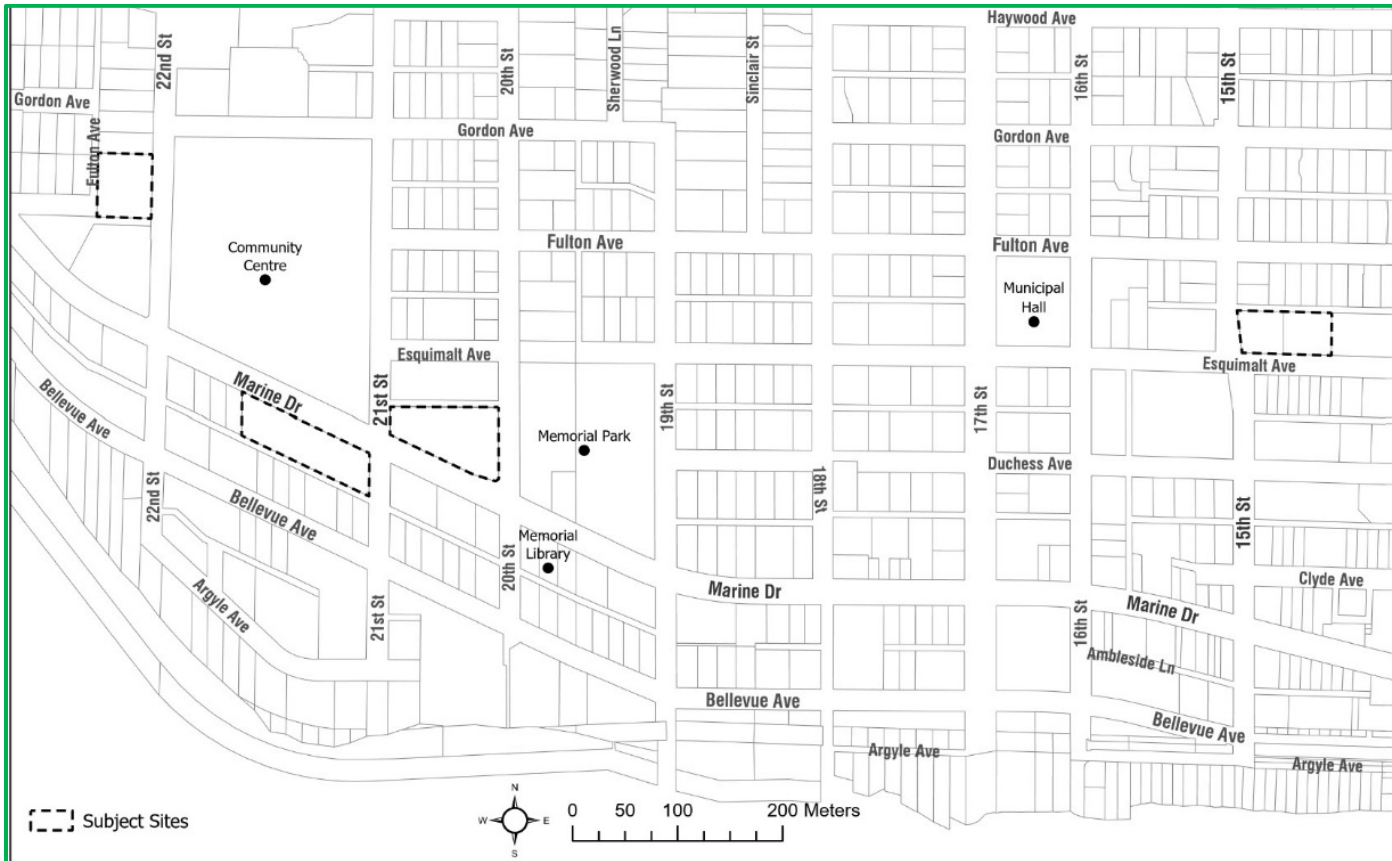 Haywood Ave
22nd St
20th St
Sherwood Ln
Sinclair St
16th St
15th St
Gordon Ave
Gordon Ave
Gordon Ave
Fulton Ave
Fulton Ave
Fulton Ave
Community
Centre
Municipal
Hall
Esquimalt Ave
Esquimalt Ave
Marine Dr
21st St
19th St
17th St
Bellevue Ave
Memorial Park
Duchess Ave
18th St
22nd St
Bellevue Ave
15th St
20th St
Memorial
Library
Clyde Ave
Marine Dr
Marine Dr
Argyle Ave
21st St
16th St
Ambleside Ln
Bellevue Ave
Bellevue Ave
Argyle Ave
Argyle Ave
N
W
E
S
0 50 100 200 Meters
Subject Sites